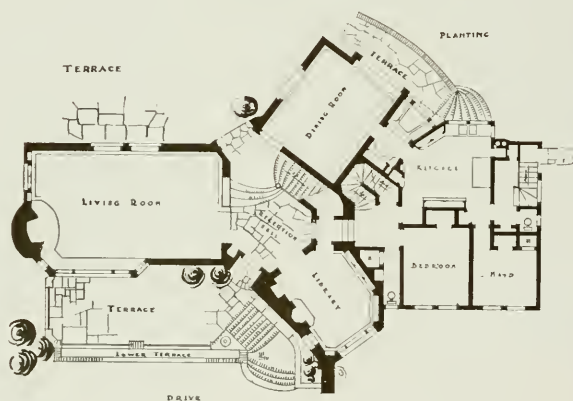 PLANTING
TERRACE
TERRACE
DINING ROOM
KITCHEN
LIVING ROOM
RECEPTION
HALL
LIBRARY
BEDROOM
MAID
TERRACE
LOWER TERRACE
DRIVE